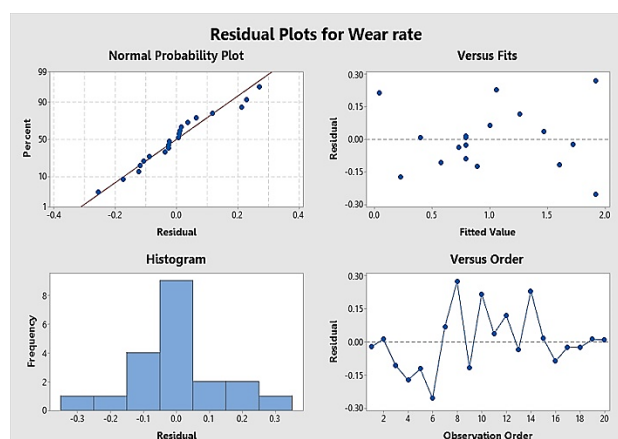 Residual Plots for Wear rate
Normal Probability Plot
99
90
50
10
1
Percent
-0.4 -0.2 0.0 0.2 0.4
Residual
Versus Fits
0.30
0.15
0.00
-0.15
-0.30
Residual
0.0 0.5 1.0 1.5 2.0
Fitted Value
Histogram
8
6
4
2
0
Frequency
-0.3 -0.2 -0.1 0.0 0.1 0.2 0.3
Residual
Versus Order
0.30
0.15
0.00
-0.15
-0.30
Residual
2 4 6 8 10 12 14 16 18 20
Observation Order